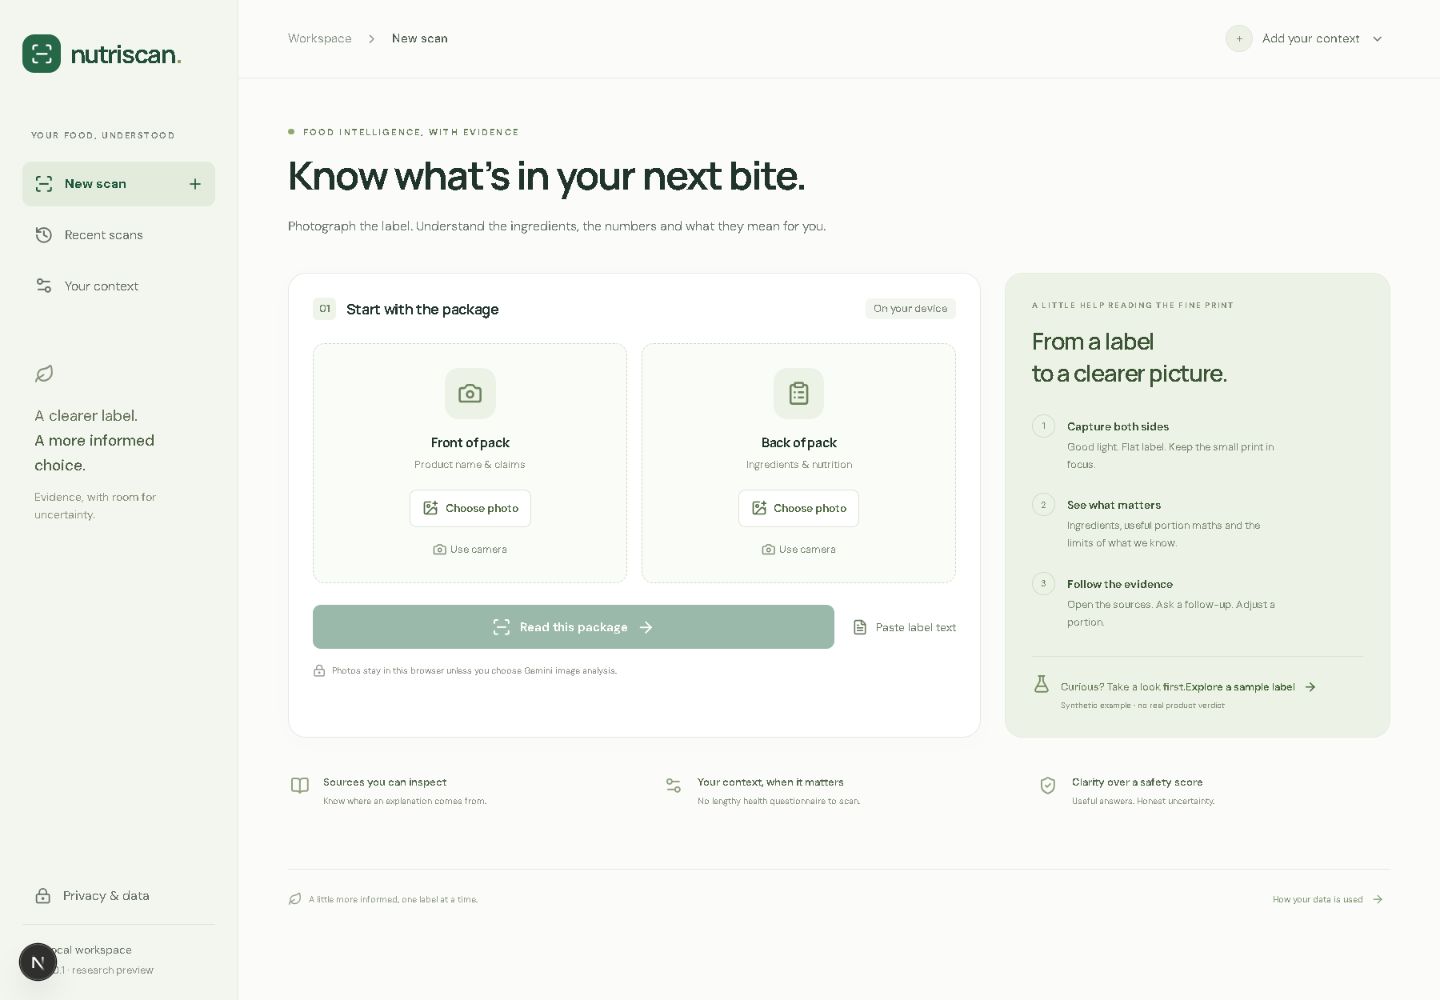 nutriscan.
YOUR FOOD, UNDERSTOOD
New scan
Recent scans
Your context
A clearer label.
A more informed
choice.
Evidence, with room for
uncertainty.
Privacy & data
ocal workspace
0.1 · research preview
N
Workspace
New scan
Add your context
FOOD INTELLIGENCE, WITH EVIDENCE
Know what's in your next bite.
Photograph the label. Understand the ingredients, the numbers and what they mean for you.
01
Start with the package
On your device
Front of pack
Product name & claims
Choose photo
Use camera
Back of pack
Ingredients & nutrition
Choose photo
Use camera
Read this package
Paste label text
Photos stay in this browser unless you choose Gemini image analysis.
A LITTLE HELP READING THE FINE PRINT
From a label
to a clearer picture.
1
Capture both sides
Good light. Flat label. Keep the small print in
focus.
2
See what matters
Ingredients, useful portion maths and the
limits of what we know.
3
Follow the evidence
Open the sources. Ask a follow-up. Adjust a
portion.
Curious? Take a look first.Explore a sample label
Synthetic example · no real product verdict
Sources you can inspect
Know where an explanation comes from.
Your context, when it matters
No lengthy health questionnaire to scan.
Clarity over a safety score
Useful answers. Honest uncertainty.
A little more informed, one label at a time.
How your data is used